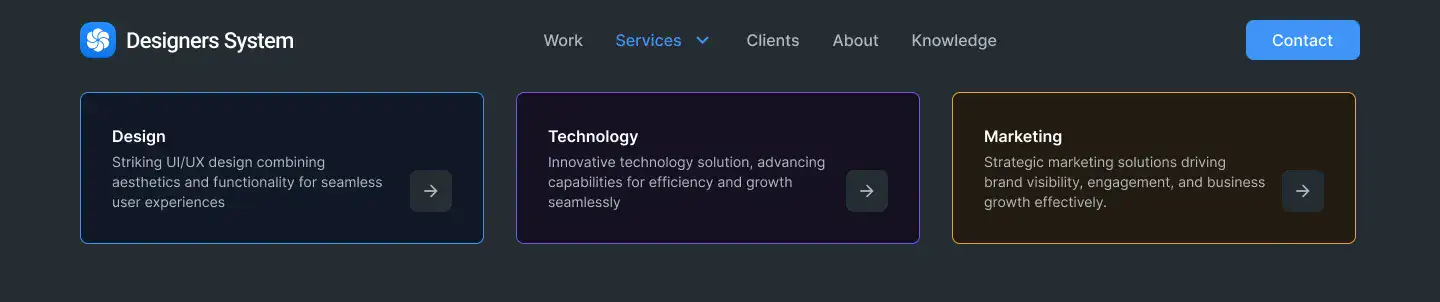 Designers System
Work
Services
Clients
About
Knowledge
Contact
Design
Striking UI/UX design combining
aesthetics and functionality for seamless
user experiences
Technology
Innovative technology solution, advancing
capabilities for efficiency and growth
seamlessly
Marketing
Strategic marketing solutions driving
brand visibility, engagement, and business
growth effectively.